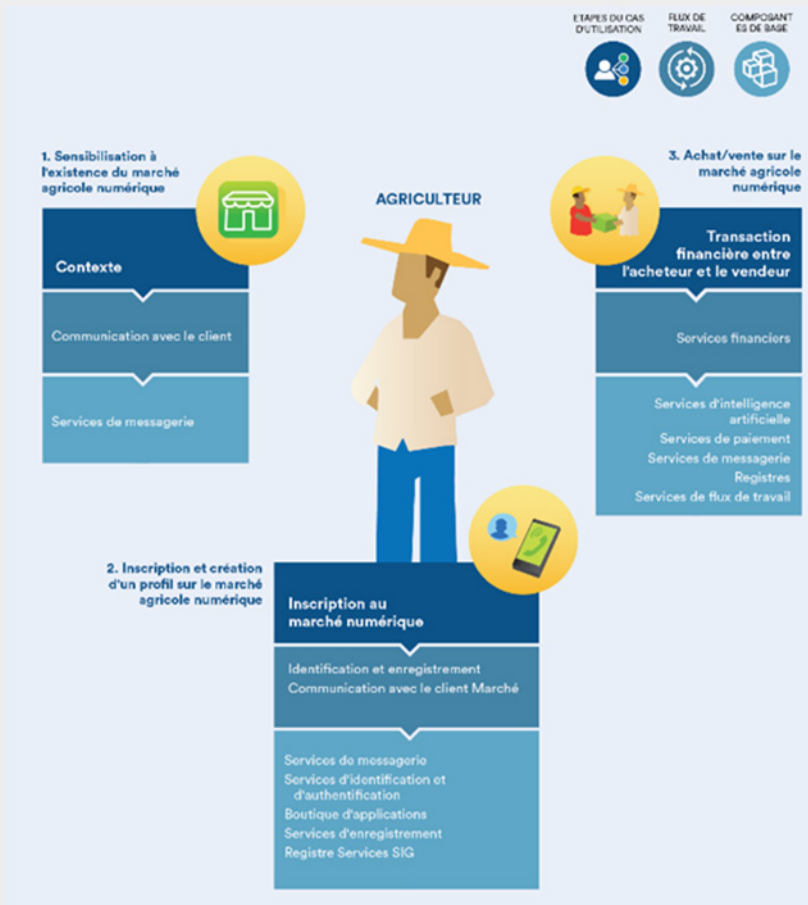 ETAPES DU CAS
D'UTILISATION
FLUX DE
TRAVAIL
COMPOSANT
ES DE BASE
1. Sensibilisation à
l'existence du marché
agricole numérique
Contexte
Communication avec le client
Services de messagerie
AGRICULTEUR
3. Achat/vente sur le
marché agricole
numérique
Transaction
financière entre
l'acheteur et le vendeur
Services financiers
Services d'intelligence
artificielle
Services de paiement
Services de messagerie
Registres
Services de flux de travail
2. Inscription et création
d'un profil sur le marché
agricole numérique
Inscription au
marché numérique
Identification et enregistrement
Communication avec le client Marché
Services de messagerie
Services d'identification et
d'authentification
Boutique d'applications
Services d'enregistrement
Registre Services SIG